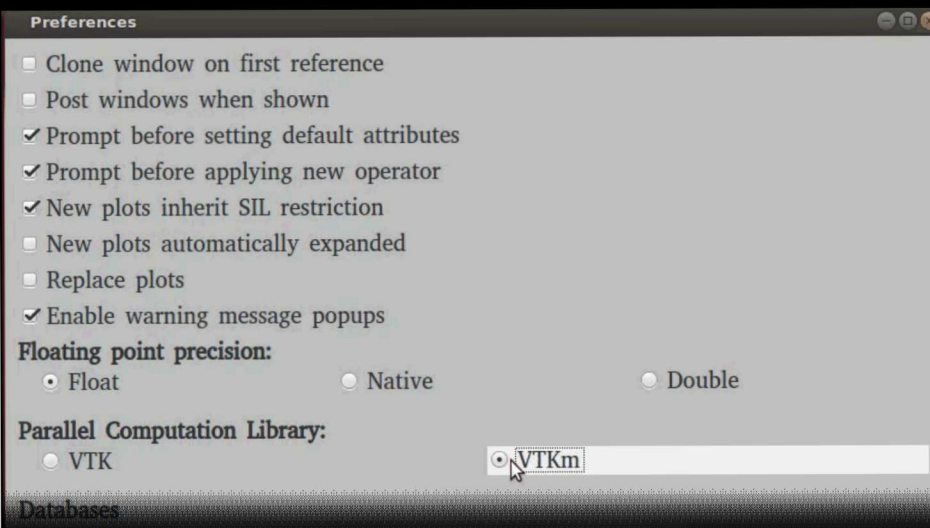 Preferences
Clone window on first reference
Post windows when shown
Prompt before setting default attributes
Prompt before applying new operator
New plots inherit SIL restriction
New plots automatically expanded
Replace plots
Enable warning message popups
Floating point precision:
Float Native Double
Parallel Computation Library:
VTK VTKm
Databases